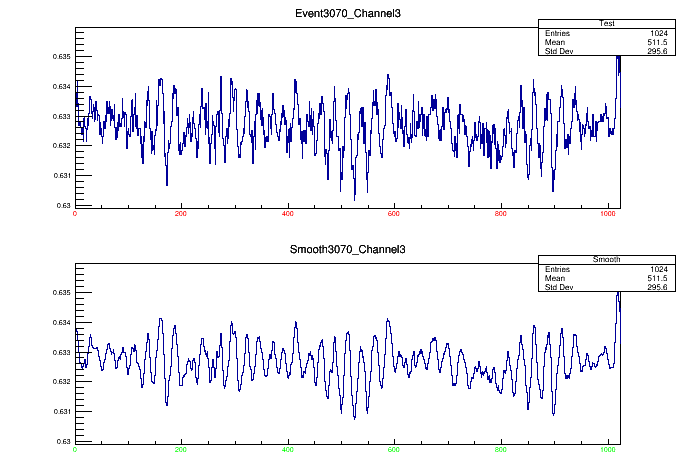 Event3070_Channel3
Test
Entries 1024
Mean 511.5
Std Dev 295.6
0.635
0.634
0.633
0.632
0.631
0.63
0 200 400 600 800 1000
Smooth3070_Channel3
Smooth
Entries 1024
Mean 511.5
Std Dev 295.6
0.635
0.634
0.633
0.632
0.631
0.63
0 200 400 600 800 1000